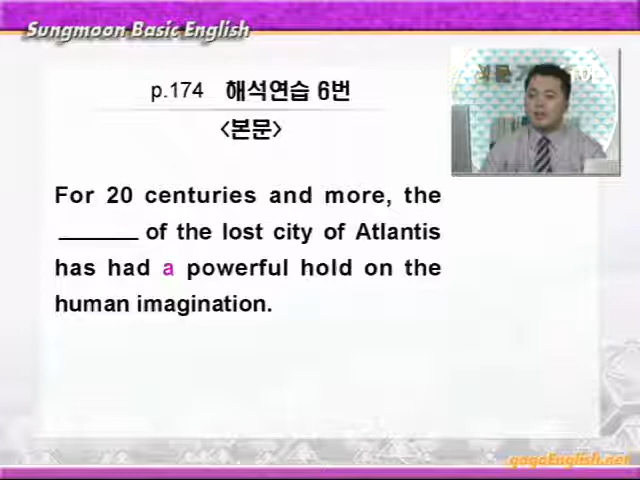 Sungmoon Basic English
p.174 해석연습 6번
<본문>
For 20 centuries and more, the
______ of the lost city of Atlantis
has had a powerful hold on the
human imagination.
gagaEnglish.net